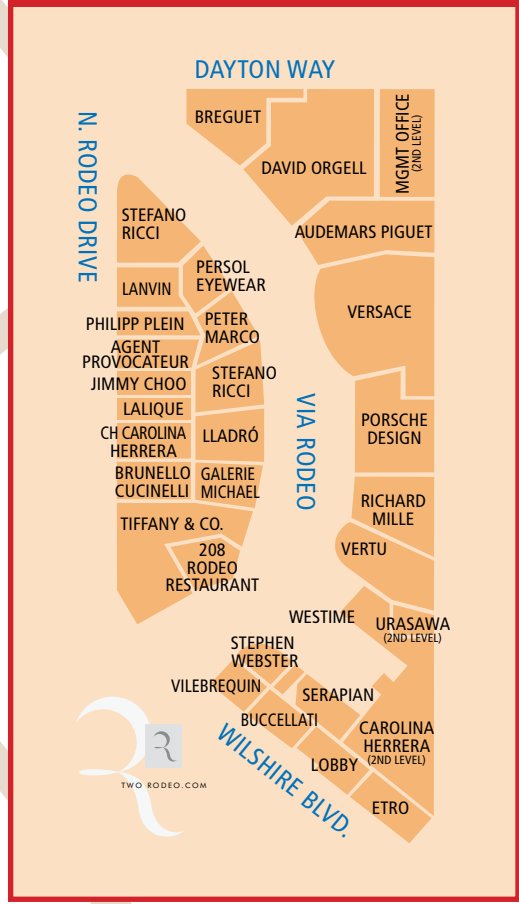 DAYTON WAY
N. RODEO DRIVE
BREGUET
DAVID ORGELL
MGMT OFFICE
(2ND LEVEL)
STEFANO
RICCI
AUDEMARS PIGUET
PERSOL
EYEWEAR
LANVIN
VERSACE
PHILIPP PLEIN
PETER
MARCO
AGENT
PROVOCATEUR
JIMMY CHOO
STEFANO
RICCI
LALIQUE
VIA RODEO
PORSCHE
DESIGN
CH CAROLINA
HERRERA
LLADRÓ
BRUNELLO
CUCINELLI
GALERIE
MICHAEL
RICHARD
MILLE
TIFFANY & CO.
208
RODEO
RESTAURANT
VERTU
WESTIME
URASAWA
(2ND LEVEL)
STEPHEN
WEBSTER
VILEBREQUIN
SERAPIAN
BUCCELLATI
CAROLINA
HERRERA
(2ND LEVEL)
WILSHIRE BLVD.
LOBBY
ETRO
2R
TWO RODEO.COM